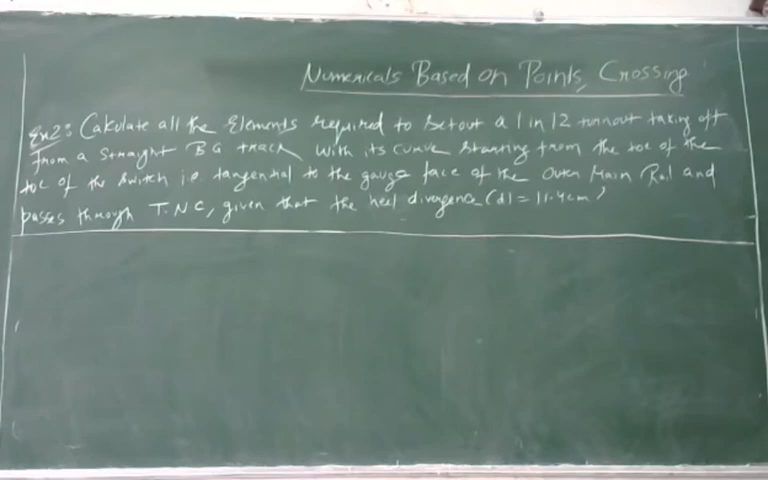 Numericals Based on Points, Crossing
Ex2: Calculate all the Elements required to setout a 1 in 12 turnout taking off
from a straight BG track, with its curve starting from the toe of the
toe of the switch i.e tangential to the gauge face of the outer Main Rail and
passes through T.N.C, given that the heel divergence (d) = 11.4cm,